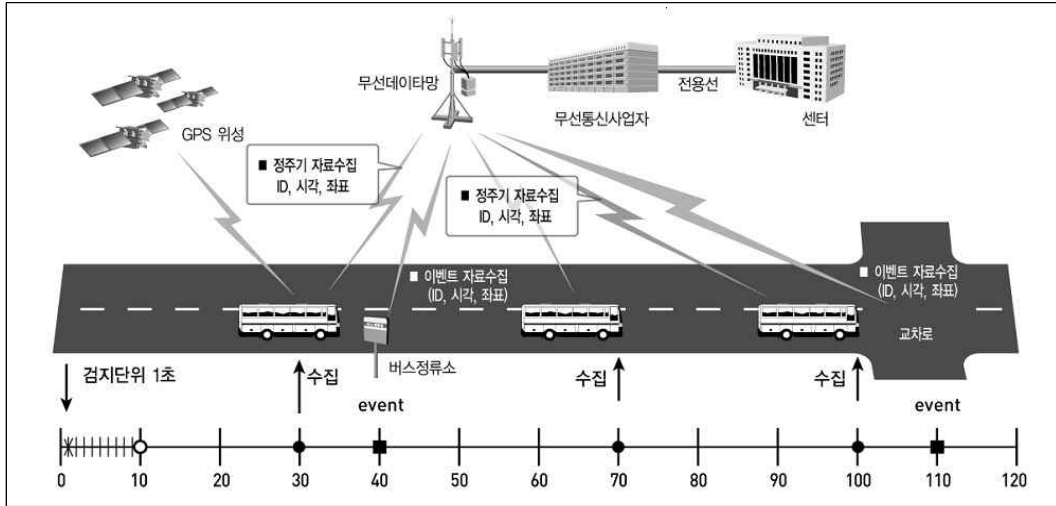 무선데이타망
전용선
무선통신사업자
센터
GPS 위성
■ 정주기 자료수집
ID, 시각, 좌표
■ 정주기 자료수집
ID, 시각, 좌표
■ 이벤트 자료수집
(ID, 시각, 좌표)
■ 이벤트 자료수집
(ID, 시각, 좌표)
교차로
버스정류소
검지단위 1초
수집
수집
수집
event
event
0 10 20 30 40 50 60 70 80 90 100 110 120